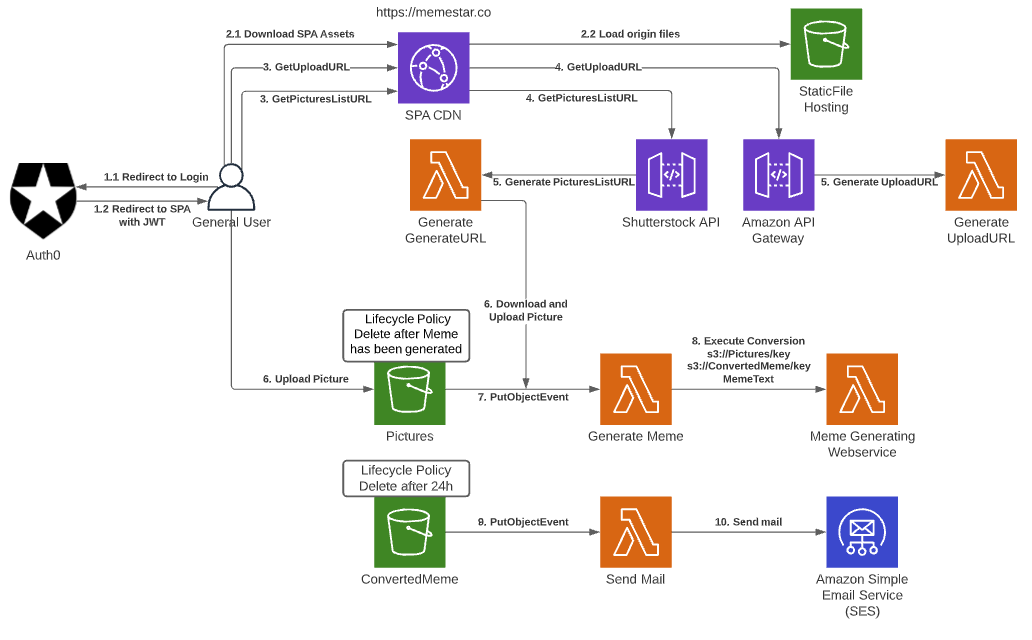 https://memestar.co
2.1 Download SPA Assets
2.2 Load origin files
3. GetUploadURL
4. GetUploadURL
3. GetPicturesListURL
4. GetPicturesListURL
SPA CDN
StaticFile
Hosting
1.1 Redirect to Login
1.2 Redirect to SPA
with JWT
Auth0
General User
5. Generate PicturesListURL
5. Generate UploadURL
Generate
GenerateURL
Shutterstock API
Amazon API
Gateway
Generate
UploadURL
6. Download and
Upload Picture
Lifecycle Policy
Delete after Meme
has been generated
8. Execute Conversion
s3://Pictures/key
s3://ConvertedMeme/key
MemeText
6. Upload Picture
7. PutObjectEvent
Pictures
Generate Meme
Meme Generating
Webservice
Lifecycle Policy
Delete after 24h
9. PutObjectEvent
10. Send mail
ConvertedMeme
Send Mail
Amazon Simple
Email Service
(SES)